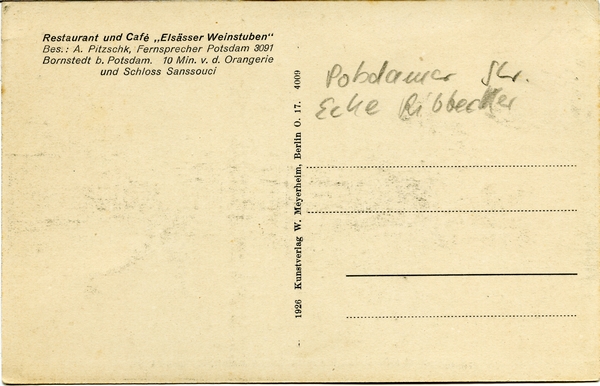 Restaurant und Café „Elsässer Weinstuben"
Bes.: A. Pitzschk, Fernsprecher Potsdam 3091
Bornstedt b. Potsdam. 10 Min. v. d. Orangerie
und Schloss Sanssouci
1926 Kunstverlag W. Meyerheim, Berlin O. 17. 4009
Potsdamer Str.
Ecke Ribbecker